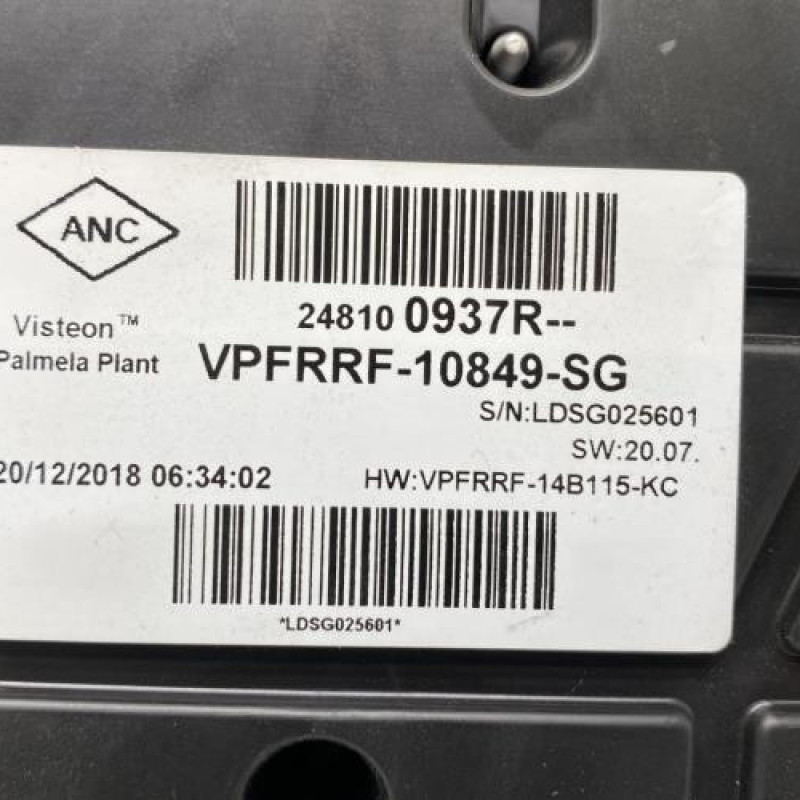 ANC
Visteon™
Palmela Plant
24810 0937R--
VPFRRF-10849-SG
S/N:LDSG025601
SW:20.07.
20/12/2018 06:34:02
HW:VPFRRF-14B115-KC
*LDSG025601*